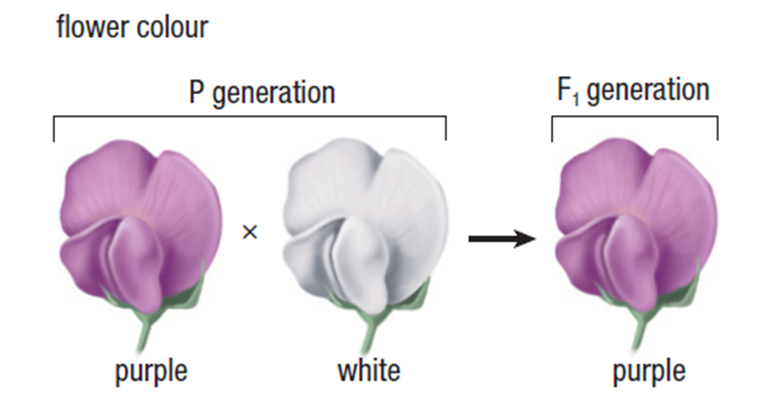 flower colour
P generation
F₁ generation
×
purple
white
purple